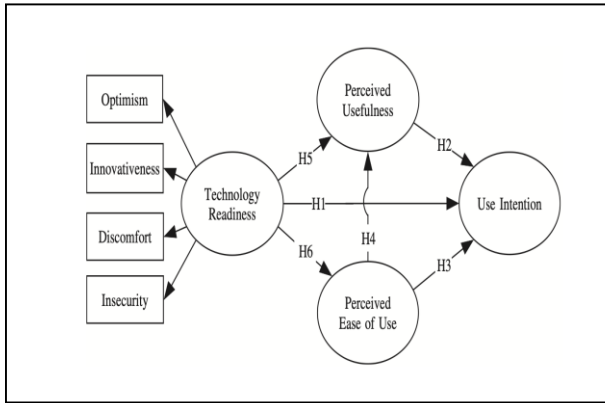 Optimism
Innovativeness
Discomfort
Insecurity
Technology
Readiness
Perceived
Usefulness
Perceived
Ease of Use
Use Intention
H5
H2
H1
H4
H6
H3